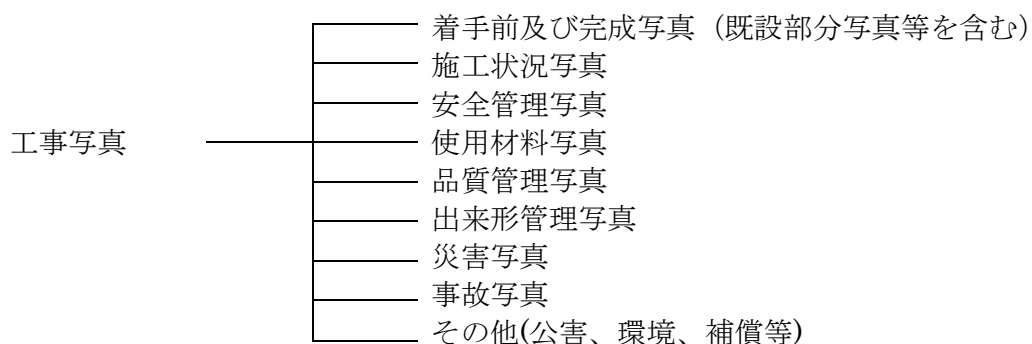 着手前及び完成写真（既設部分写真等を含む）
施工状況写真
安全管理写真
工事写真
使用材料写真
品質管理写真
出来形管理写真
災害写真
事故写真
その他(公害、環境、補償等)